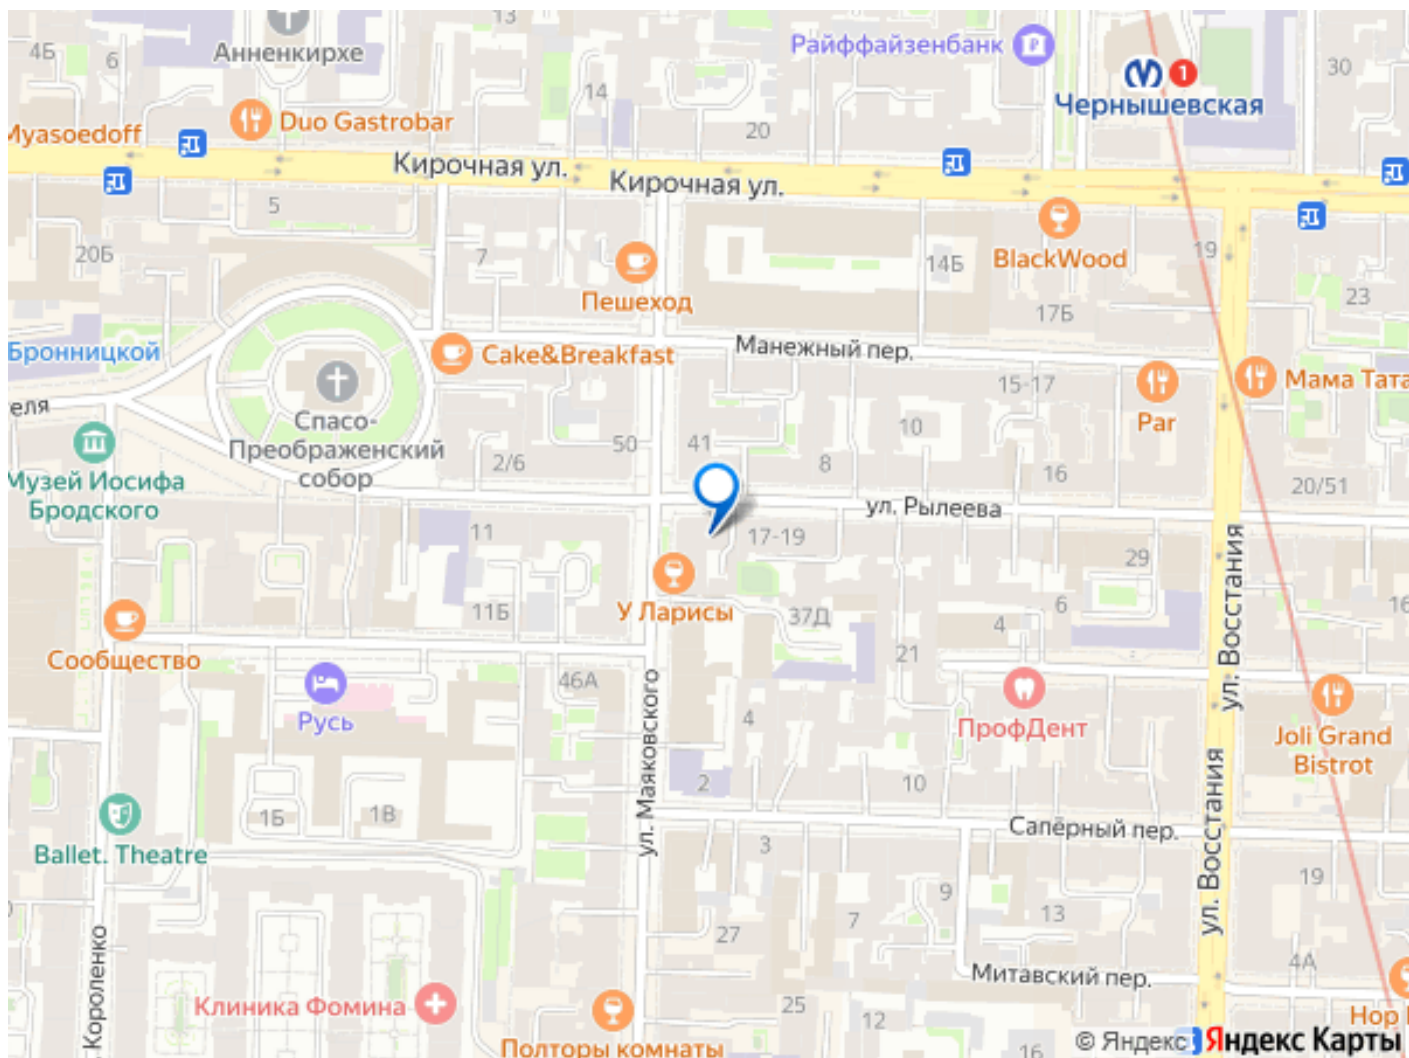 13
4Б
6
Анненкирхе
Райффайзенбанк
1
30
Чернышевская
14
Duo Gastrobar
Myasoedoff
20
Кирочная ул.
Кирочная ул.
5
20Б
7
19
14Б
BlackWood
23
Пешеход
17Б
Бронницкой
Cake&Breakfast
Манежный пер.
15-17
Мама Тата
еля
Par
Спасо-
Преображенский
собор
50
41
10
2/6
8
16
20/51
Музей Иосифа
Бродского
ул. Рылеева
11
17-19
29
11Б
У Ларисы
37Д
6
16
4
Сообщество
21
46А
ул. Восстания
Русь
4
ПрофДент
Joli Grand
Bistrot
ул. Маяковского
2
10
1Б
1В
Сапёрный пер.
Ballet. Theatre
3
ул. Восстания
19
9
7
13
27
4А
Короленко
Митавский пер.
Клиника Фомина
25
12
Hop
Полторы комнаты
16
© Яндекс
Яндекс Карты